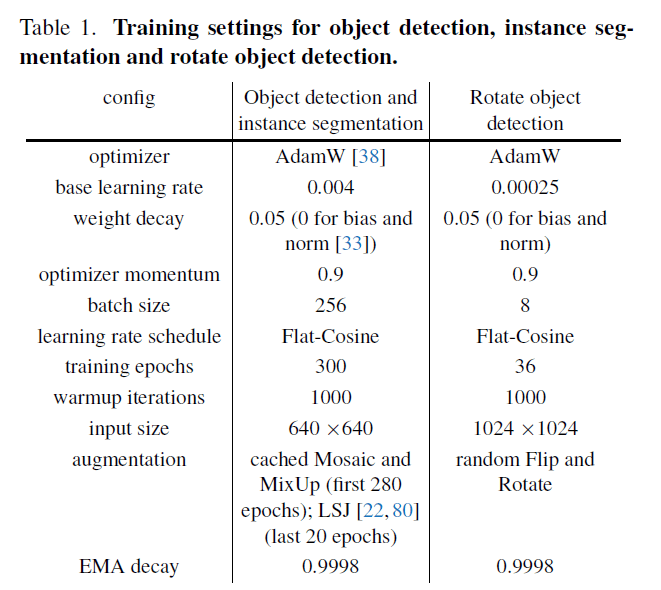 Table 1. Training settings for object detection, instance seg-
mentation and rotate object detection.
config Object detection and instance segmentation Rotate object detection
optimizer AdamW [38] AdamW
base learning rate 0.004 0.00025
weight decay 0.05 (0 for bias and 0.05 (0 for bias and
norm [33]) norm)
optimizer momentum 0.9 0.9
batch size 256 8
learning rate schedule Flat-Cosine Flat-Cosine
training epochs 300 36
warmup iterations 1000 1000
input size 640 ×640 1024 ×1024
augmentation cached Mosaic and random Flip and
MixUp (first 280 Rotate
epochs); LSJ [22,80]
(last 20 epochs)
EMA decay 0.9998 0.9998